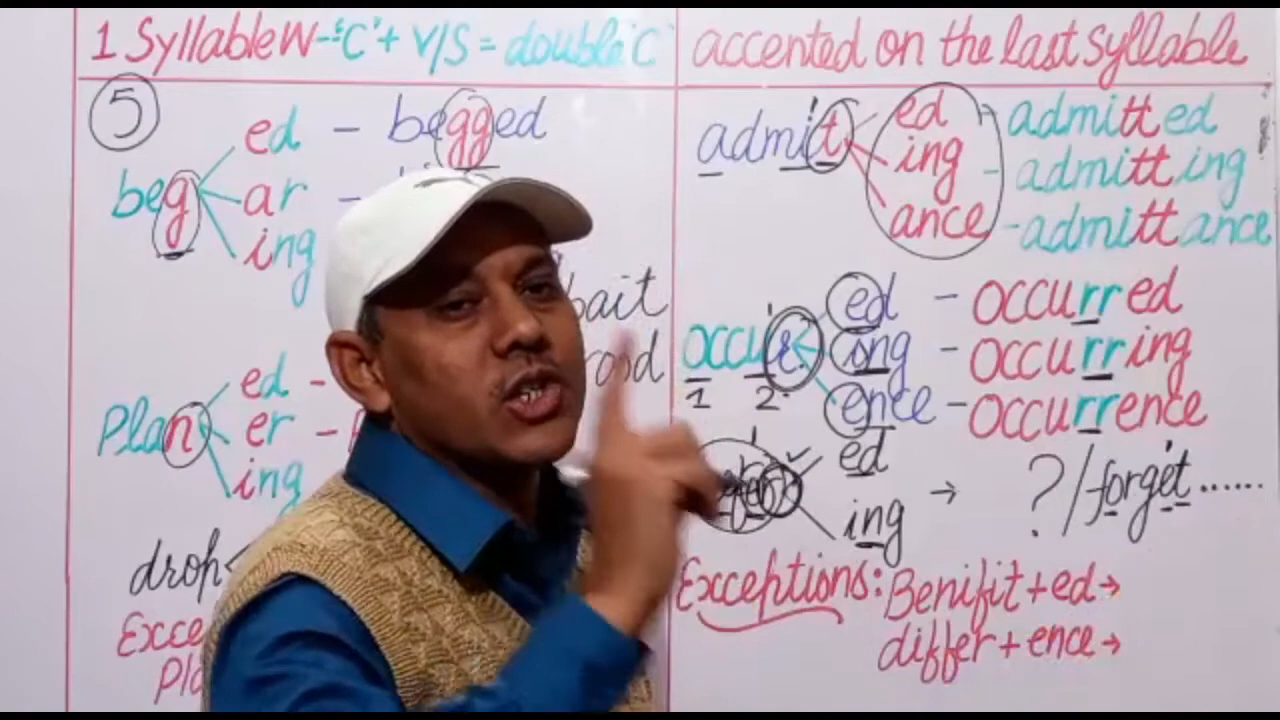 1 SyllableW-'C'+ V/S = double 'C'
5
beg
ed - begged
ar -
ing
bait
Plan
ed -
er -
ing
drop
accented on the last syllable
admit
ed - admitted
ing - admitting
ance - admittance
occur
1 2
ed - occurred
ing - occurring
ence - occurrence
ed
ing → ? / forget ......
Exceptions: Benifit + ed →
differ + ence →